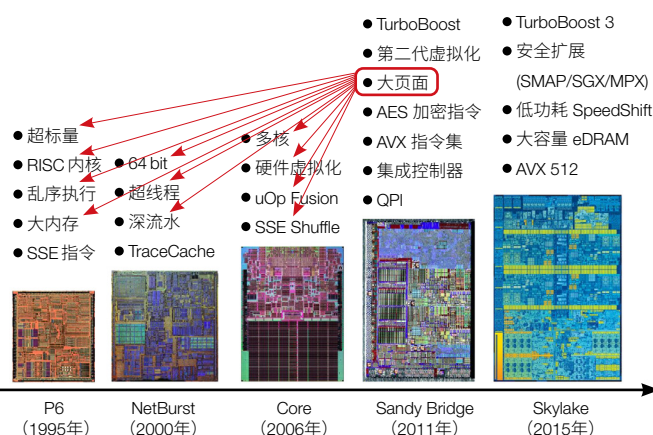 ● 超标量
● RISC 内核
● 乱序执行
● 大内存
● SSE 指令
● 64 bit
● 超线程
● 深流水
● TraceCache
● 多核
● 硬件虚拟化
● uOp Fusion
● SSE Shuffle
● TurboBoost
● 第二代虚拟化
● 大页面
● AES 加密指令
● AVX 指令集
● 集成控制器
● QPI
● TurboBoost 3
● 安全扩展
(SMAP/SGX/MPX)
● 低功耗 SpeedShift
● 大容量 eDRAM
● AVX 512
P6
（1995年）
NetBurst
（2000年）
Core
（2006年）
Sandy Bridge
（2011年）
Skylake
（2015年）